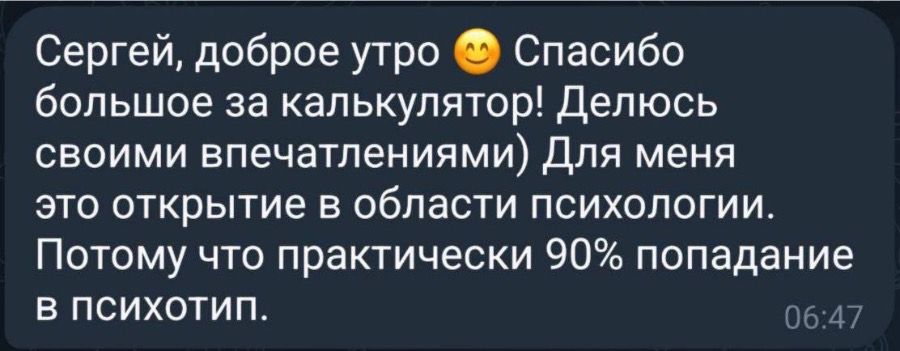 Сергей, доброе утро 😊 Спасибо
большое за калькулятор! Делюсь
своими впечатлениями) Для меня
это открытие в области психологии.
Потому что практически 90% попадание
в психотип.
06:47